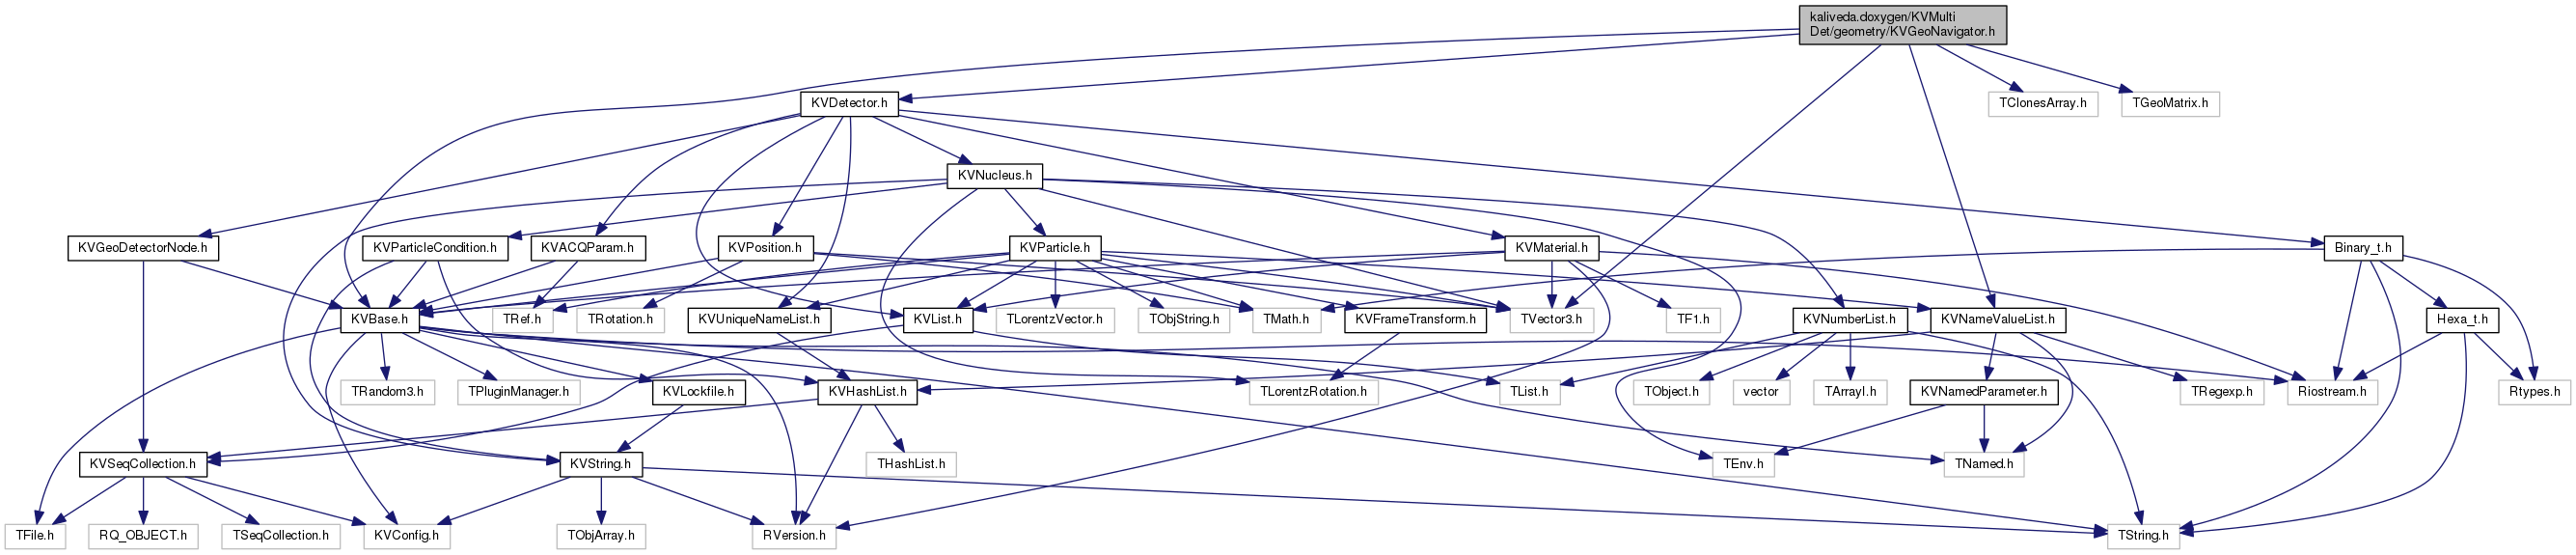 kaliveda.doxygen/KVMulti
Det/geometry/KVGeoNavigator.h
KVDetector.h
TClonesArray.h
TGeoMatrix.h
KVNucleus.h
KVGeoDetectorNode.h
KVParticleCondition.h
KVACQParam.h
KVPosition.h
KVParticle.h
KVMaterial.h
Binary_t.h
KVBase.h
TRef.h
TRotation.h
KVUniqueNameList.h
KVList.h
TLorentzVector.h
TObjString.h
TMath.h
KVFrameTransform.h
TVector3.h
TF1.h
KVNumberList.h
KVNameValueList.h
Hexa_t.h
TRandom3.h
TPluginManager.h
KVLockfile.h
KVHashList.h
TLorentzRotation.h
TList.h
TObject.h
vector
TArrayI.h
KVNamedParameter.h
TRegexp.h
Riostream.h
Rtypes.h
KVSeqCollection.h
KVString.h
THashList.h
TEnv.h
TNamed.h
TFile.h
RQ_OBJECT.h
TSeqCollection.h
KVConfig.h
TObjArray.h
RVersion.h
TString.h